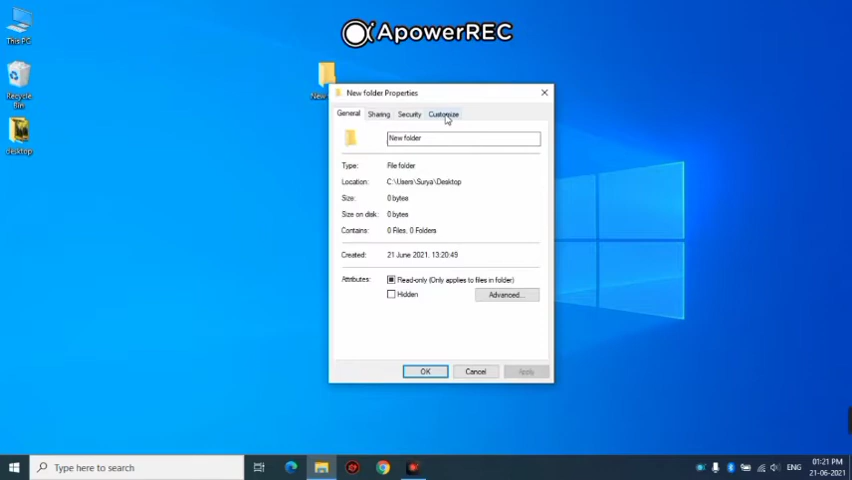 ApowerREC
This PC
Recycle Bin
desktop
New folder Properties
General Sharing Security Customize
New folder
Type: File folder
Location: C:\Users\Surya\Desktop
Size: 0 bytes
Size on disk: 0 bytes
Contains: 0 Files, 0 Folders
Created: 21 June 2021, 13:20:49
Attributes: Read-only (Only applies to files in folder)
Hidden Advanced...
OK Cancel Apply
Type here to search
ENG
01:21 PM
21-06-2021